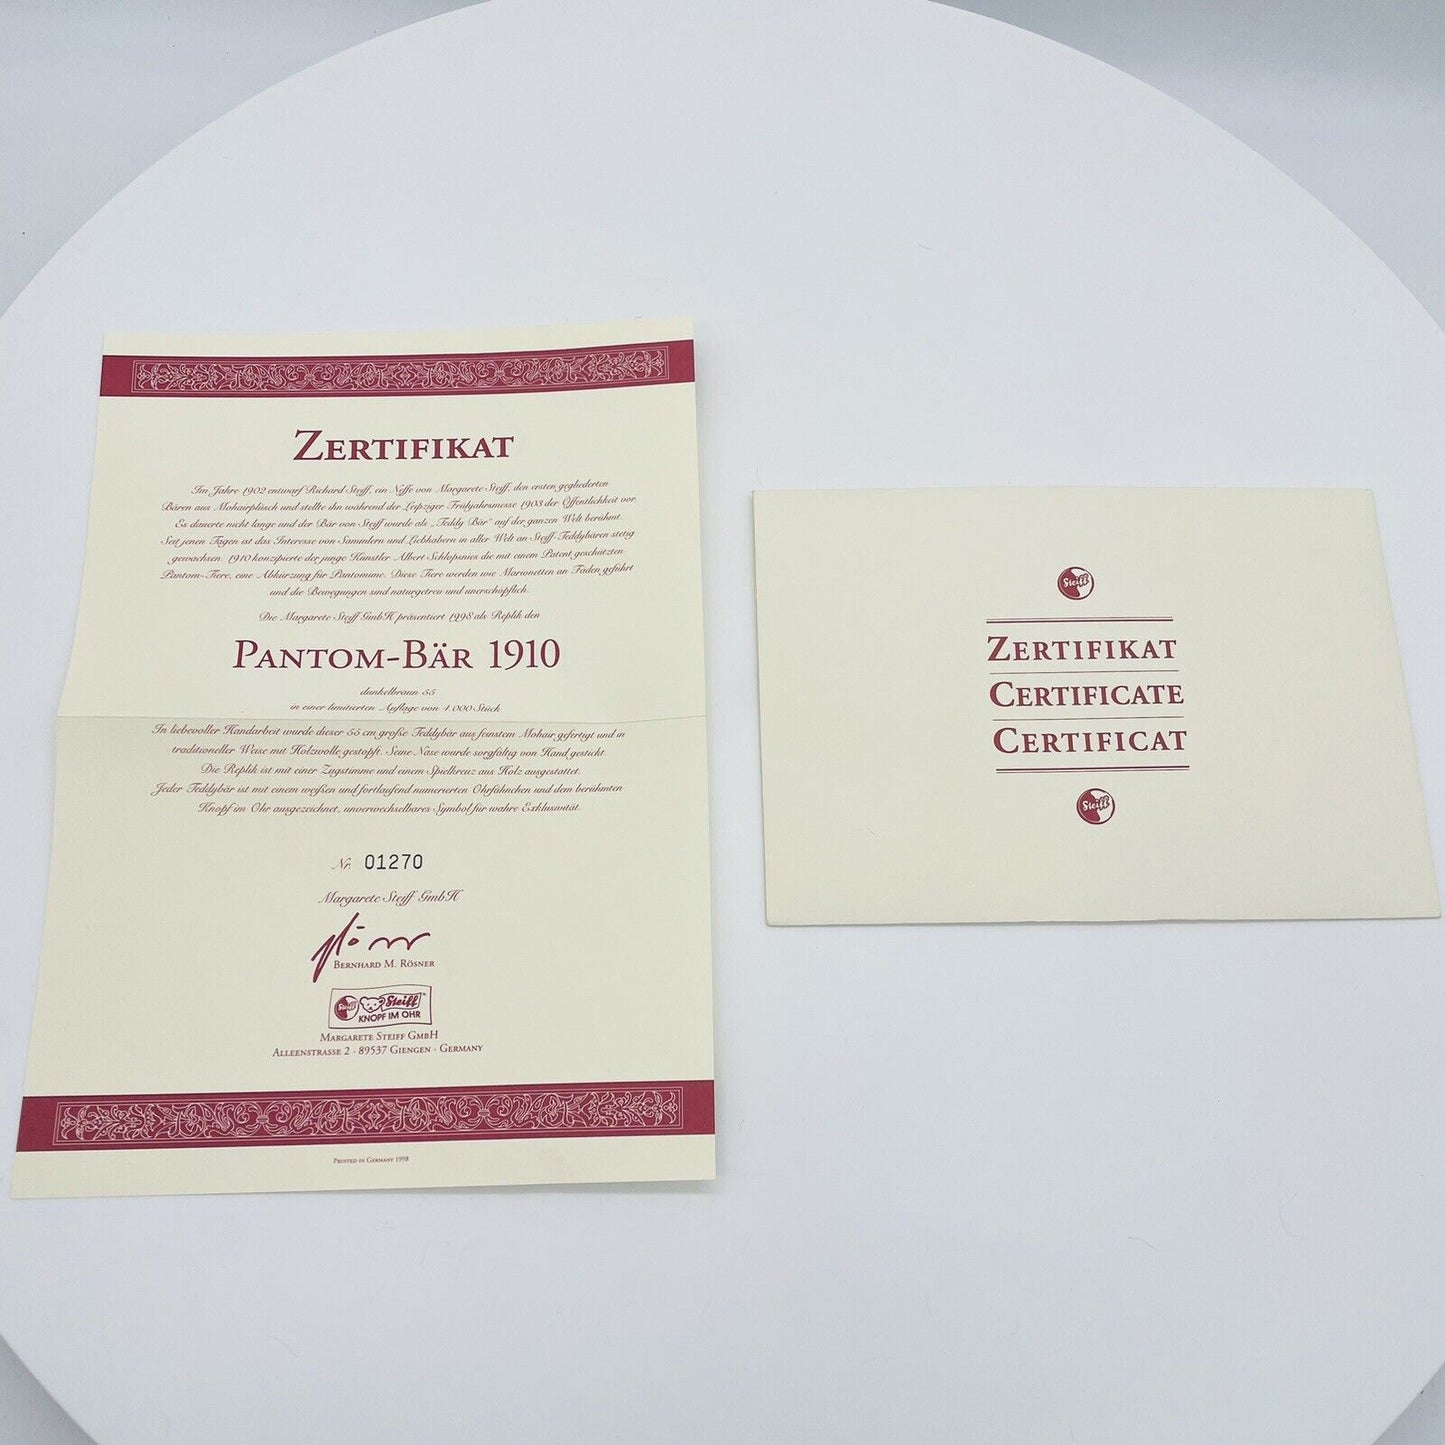 ZERTIFIKAT
Im Jahre 1902 entwarf Richard Steiff, ein Neffe von Margarete Steiff, den ersten gegliederten
Bären aus Mohairplüsch und stellte ihn während der Leipziger Frühjahrsmesse 1903 der Öffentlichkeit vor.
Es dauerte nicht lange und der Bär von Steiff wurde als „Teddy Bär“ auf der ganzen Welt berühmt.
Seit jenen Tagen ist das Interesse von Sammlern und Liebhabern in aller Welt an Steiff-Teddybären stetig
gewachsen. 1910 konzipierte der junge Künstler Albert Schlopsnies die mit einem Patent geschützten
Pantom-Tiere, eine Abkürzung für Pantomime. Diese Tiere werden wie Marionetten an Fäden geführt
und die Bewegungen sind naturgetreu und unerschöpflich.
Die Margarete Steiff GmbH präsentiert 1998 als Replik den
PANTOM-BÄR 1910
dunkelbraun 55
in einer limitierten Auflage von 4.000 Stück
In liebevoller Handarbeit wurde dieser 55 cm große Teddybär aus feinstem Mohair gefertigt und in
traditioneller Weise mit Holzwolle gestopft. Seine Nase wurde sorgfältig von Hand gestickt.
Die Replik ist mit einer Zugstimme und einem Spielkreuz aus Holz ausgestattet.
Jeder Teddybär ist mit einem weißen und fortlaufend numerierten Ohrfähnchen und dem berühmten
Knopf im Ohr ausgezeichnet, unverwechselbares Symbol für wahre Exklusivität.
Nr. 01270
Margarete Steiff GmbH
BERNHARD M. RÖSNER
Steiff Steiff
KNOPF IM OHR
MARGARETE STEIFF GMBH
ALLEENSTRASSE 2 · 89537 GIENGEN · GERMANY
PRINTED IN GERMANY 1998
Steiff
ZERTIFIKAT
CERTIFICATE
CERTIFICAT
Steiff